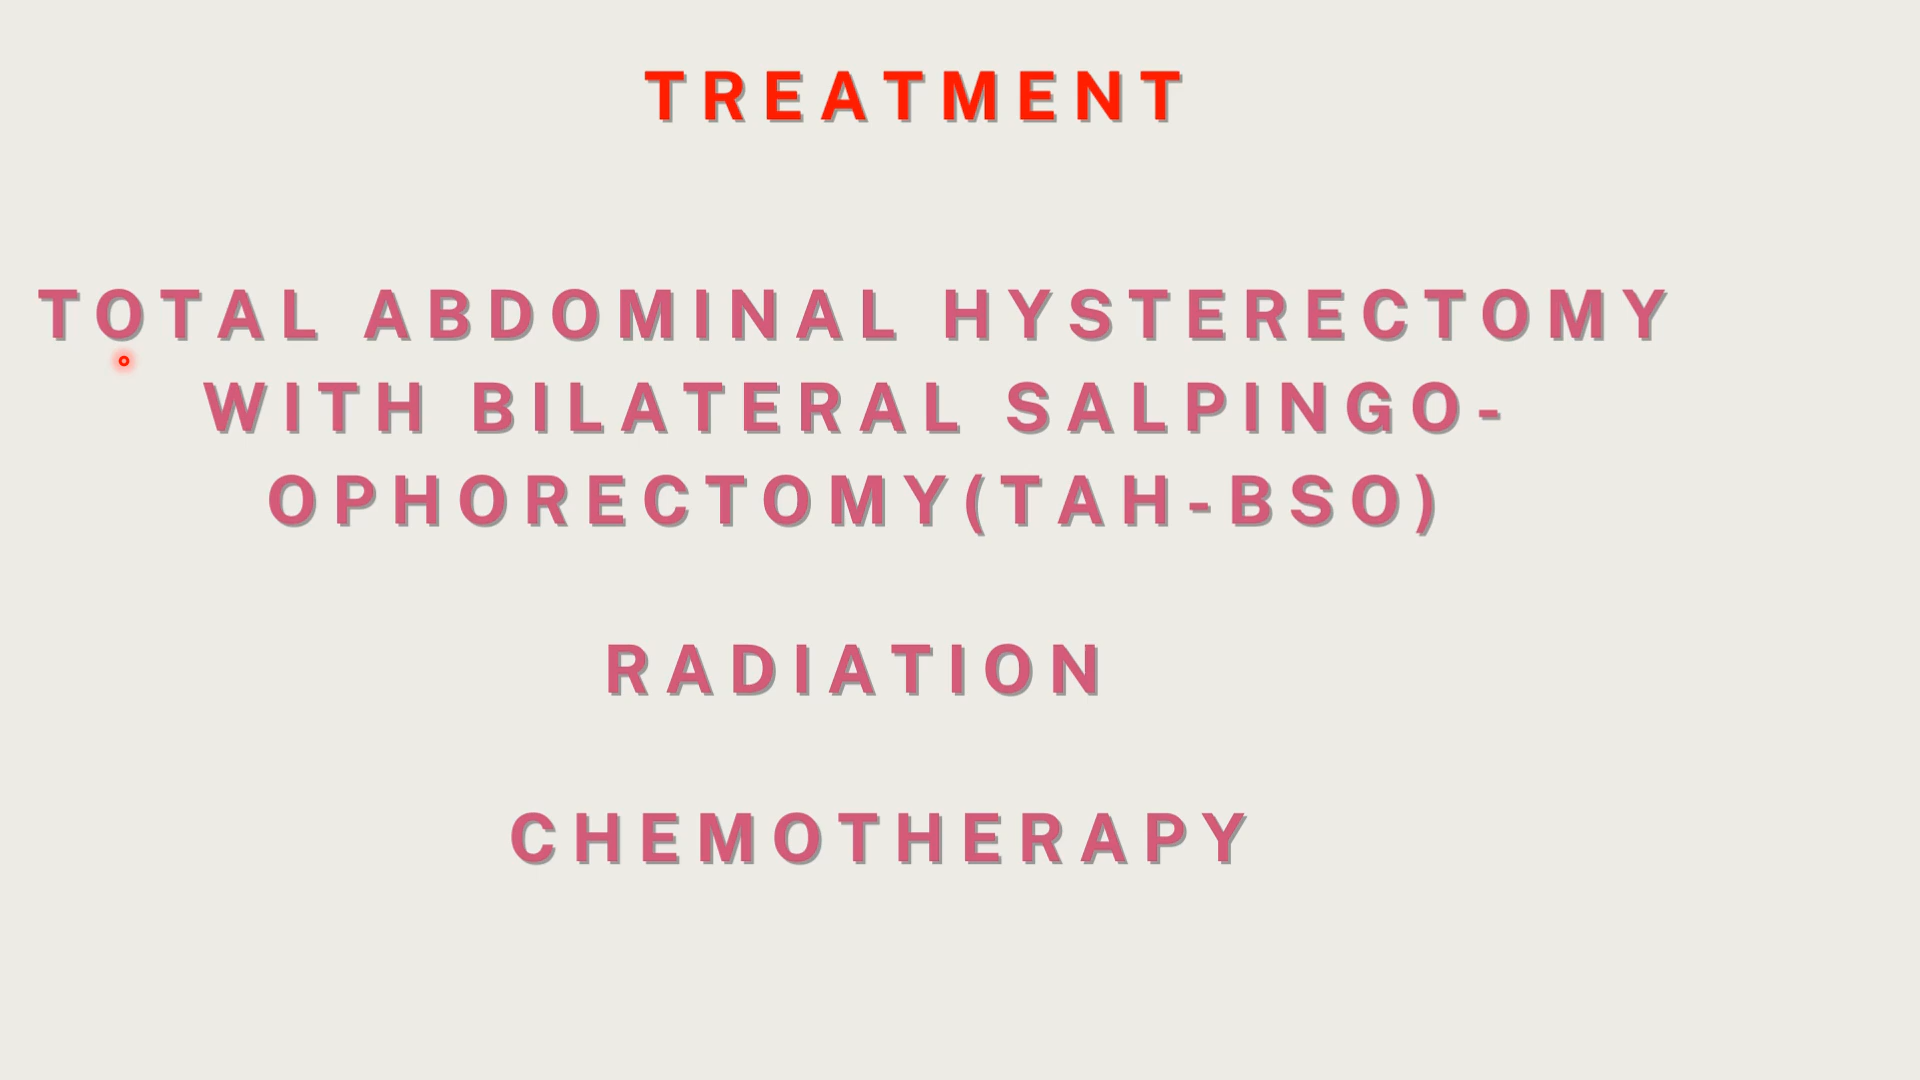 TREATMENT
TOTAL ABDOMINAL HYSTERECTOMY
WITH BILATERAL SALPINGO-
OPHORECTOMY(TAH-BSO)
RADIATION
CHEMOTHERAPY